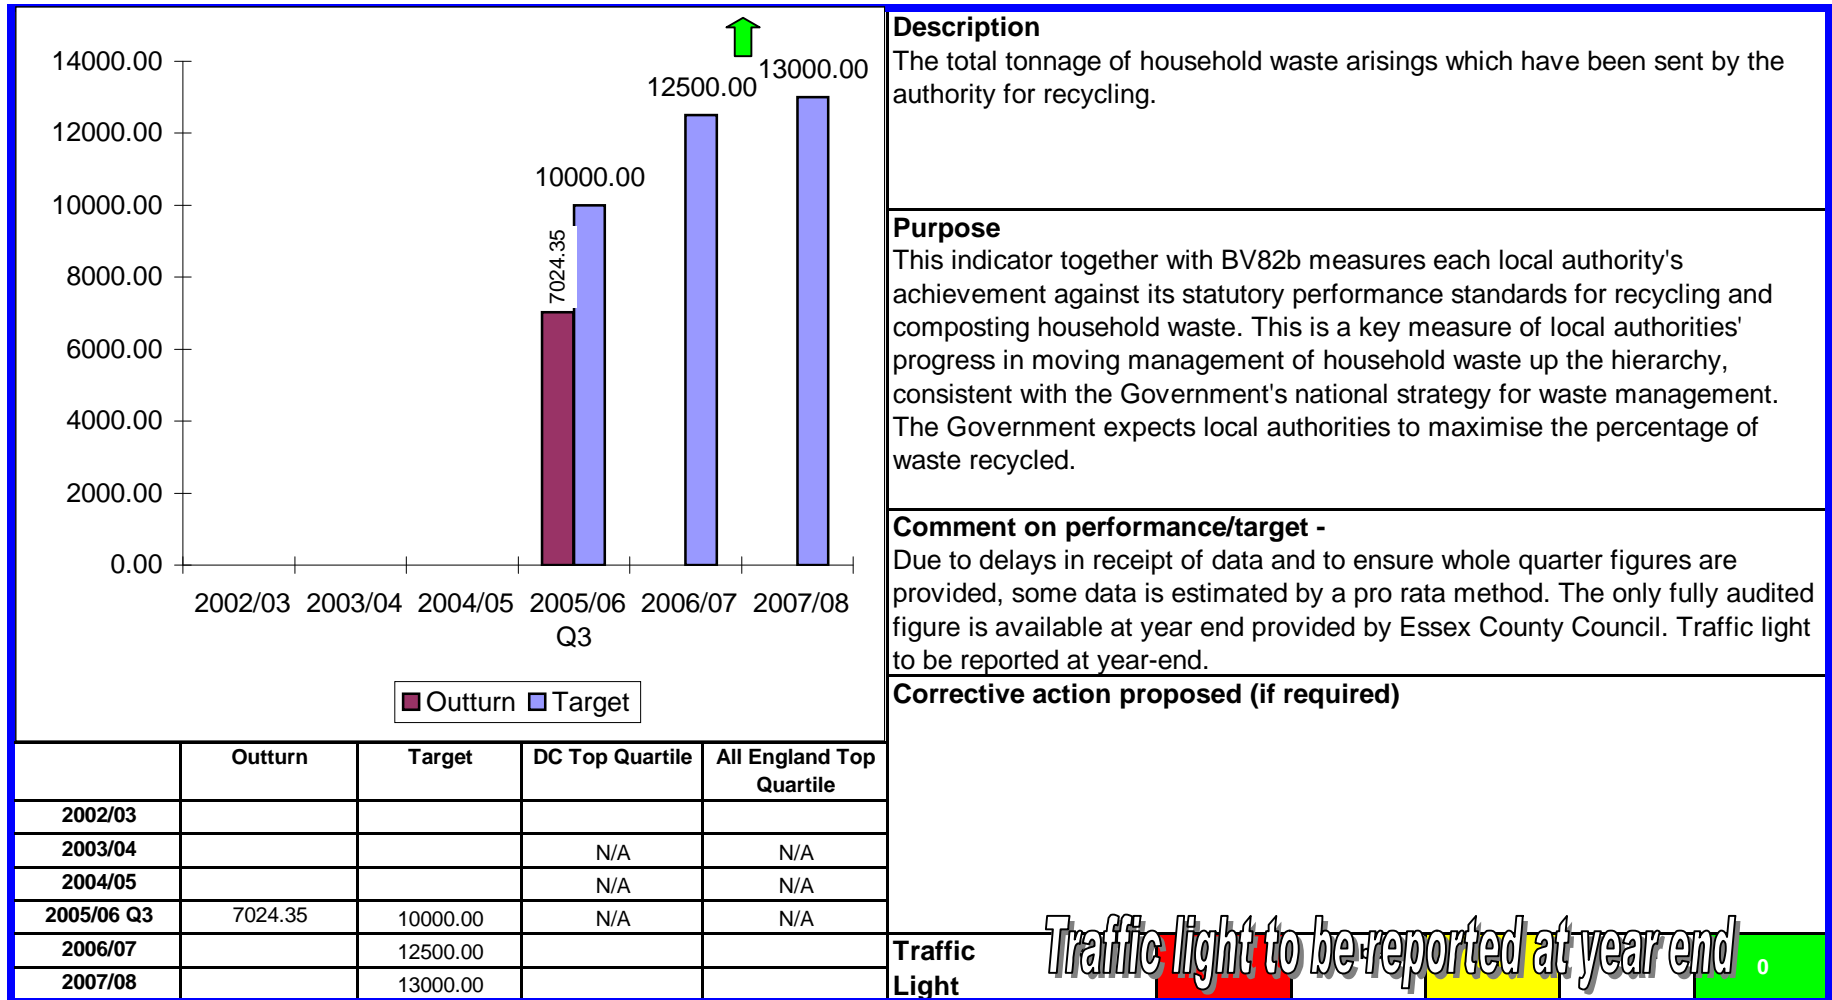 14000.00
12000.00
10000.00
8000.00
6000.00
4000.00
2000.00
0.00
7024.35
10000.00
12500.00
13000.00
2002/03 2003/04 2004/05 2005/06 2006/07 2007/08
Q3
Outturn Target
Description
The total tonnage of household waste arisings which have been sent by the
authority for recycling.
Purpose
This indicator together with BV82b measures each local authority's
achievement against its statutory performance standards for recycling and
composting household waste. This is a key measure of local authorities'
progress in moving management of household waste up the hierarchy,
consistent with the Government's national strategy for waste management.
The Government expects local authorities to maximise the percentage of
waste recycled.
Comment on performance/target -
Due to delays in receipt of data and to ensure whole quarter figures are
provided, some data is estimated by a pro rata method. The only fully audited
figure is available at year end provided by Essex County Council. Traffic light
to be reported at year-end.
Corrective action proposed (if required)
Outturn Target DC Top Quartile All England Top
Quartile
2002/03
2003/04 N/A N/A
2004/05 N/A N/A
2005/06 Q3 7024.35 10000.00 N/A N/A
2006/07 12500.00
2007/08 13000.00
Traffic
Light
Traffic light to be reported at year end
0